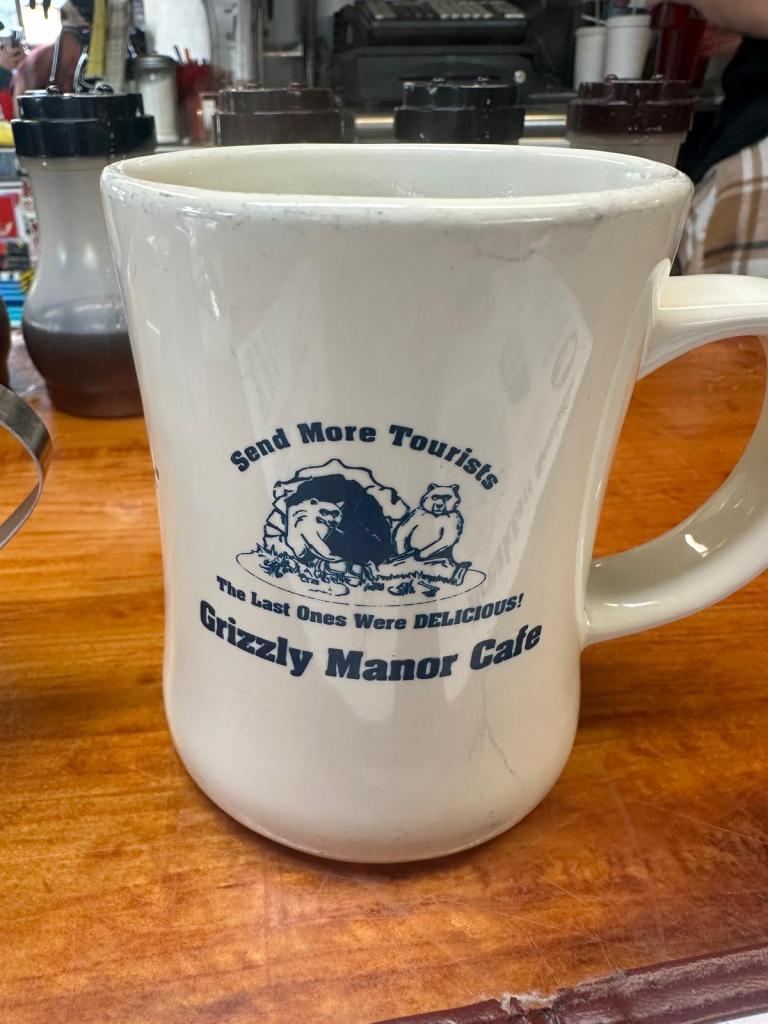 Send More Tourists
The Last Ones Were DELICIOUS!
Grizzly Manor Cafe